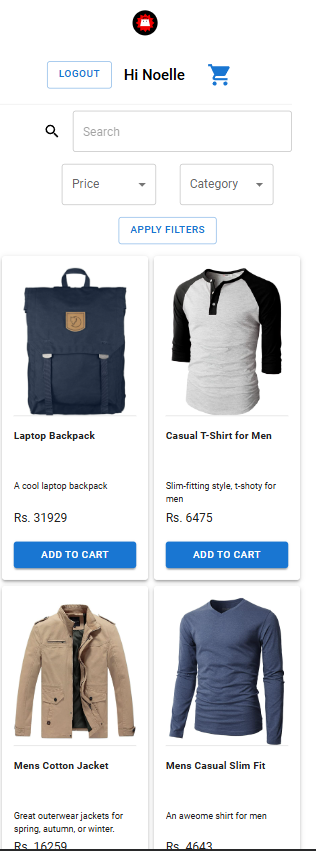 LOGOUT Hi Noelle
Search
Price Category
APPLY FILTERS
Laptop Backpack
A cool laptop backpack
Rs. 31929
ADD TO CART
Casual T-Shirt for Men
Slim-fitting style, t-shoty for
men
Rs. 6475
ADD TO CART
Mens Cotton Jacket
Great outerwear jackets for
spring, autumn, or winter.
Rs. 16259
Mens Casual Slim Fit
An aweome shirt for men
Rs. 4643